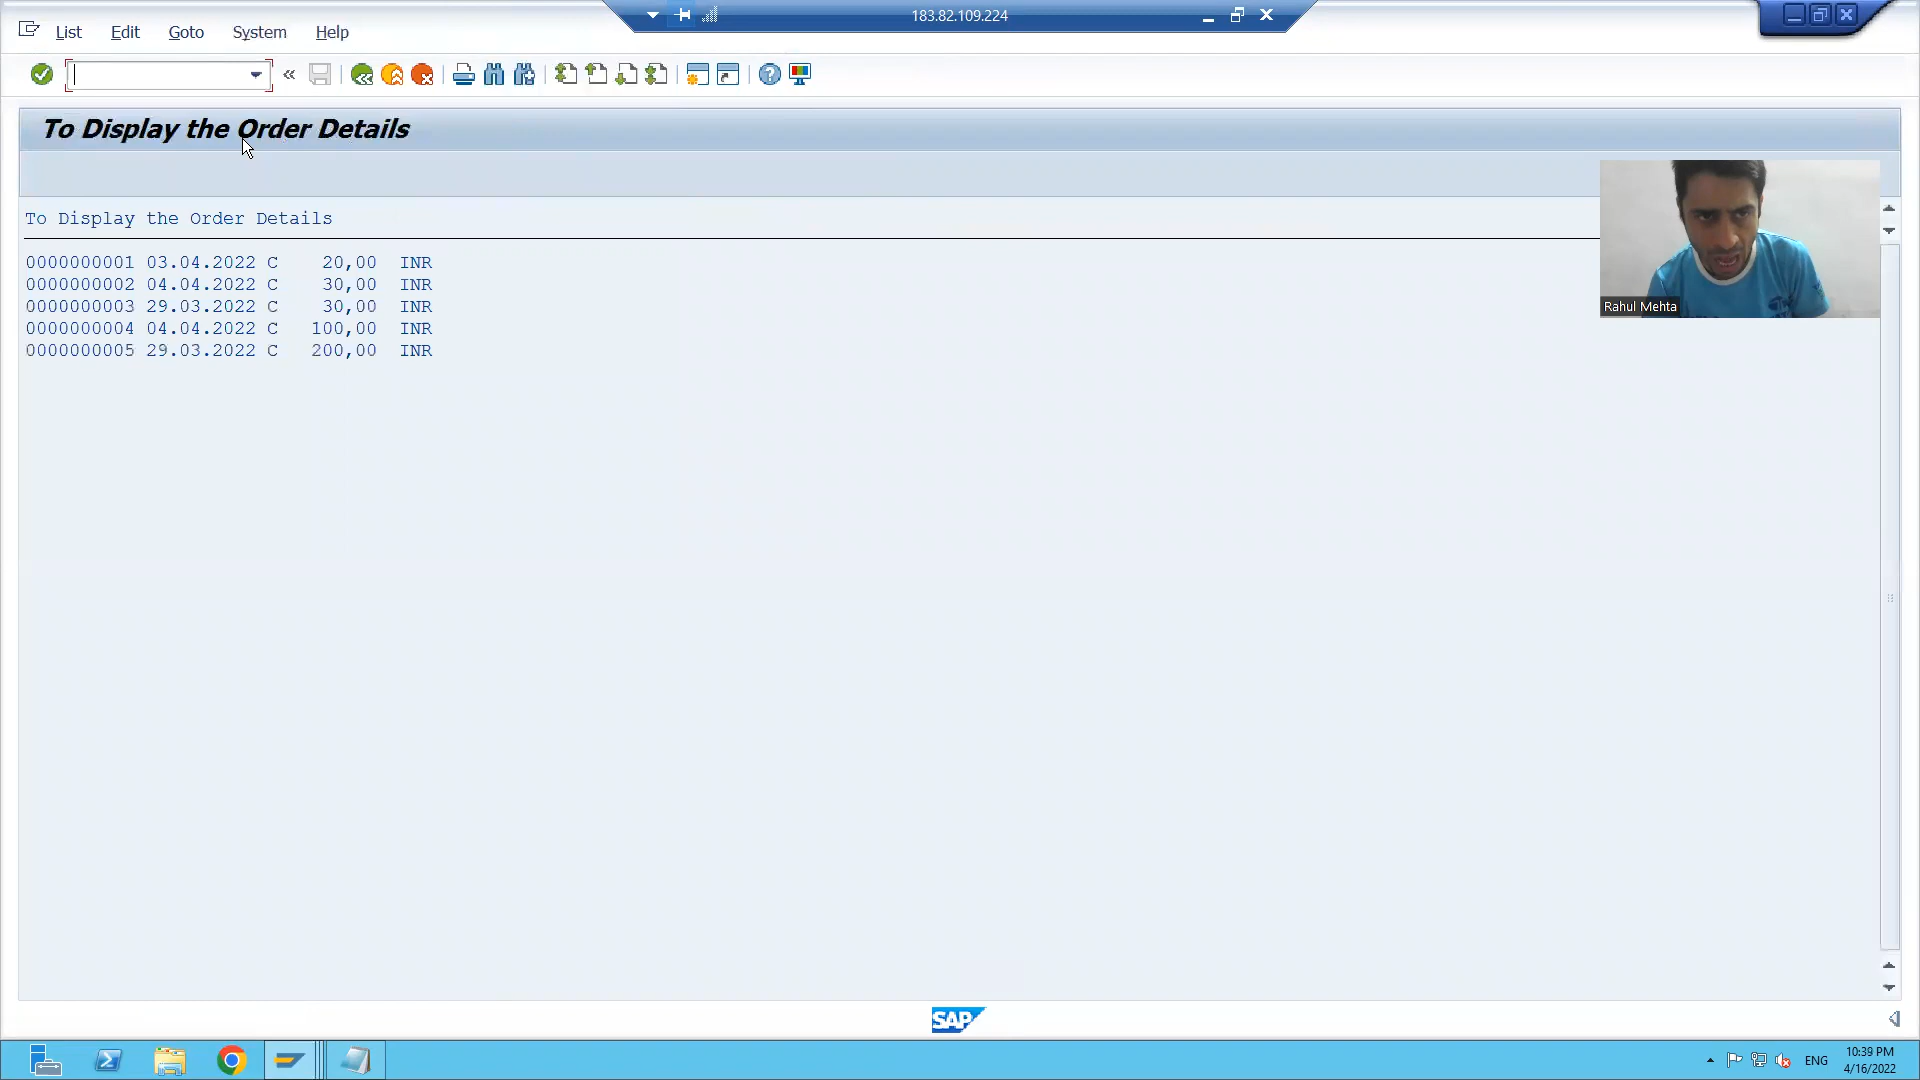 183.82.109.224
List Edit Goto System Help
To Display the Order Details
To Display the Order Details
0000000001 03.04.2022 C 20,00 INR
0000000002 04.04.2022 C 30,00 INR
0000000003 29.03.2022 C 30,00 INR
0000000004 04.04.2022 C 100,00 INR
0000000005 29.03.2022 C 200,00 INR
Rahul Mehta
SAP
ENG
10:39 PM
4/16/2022